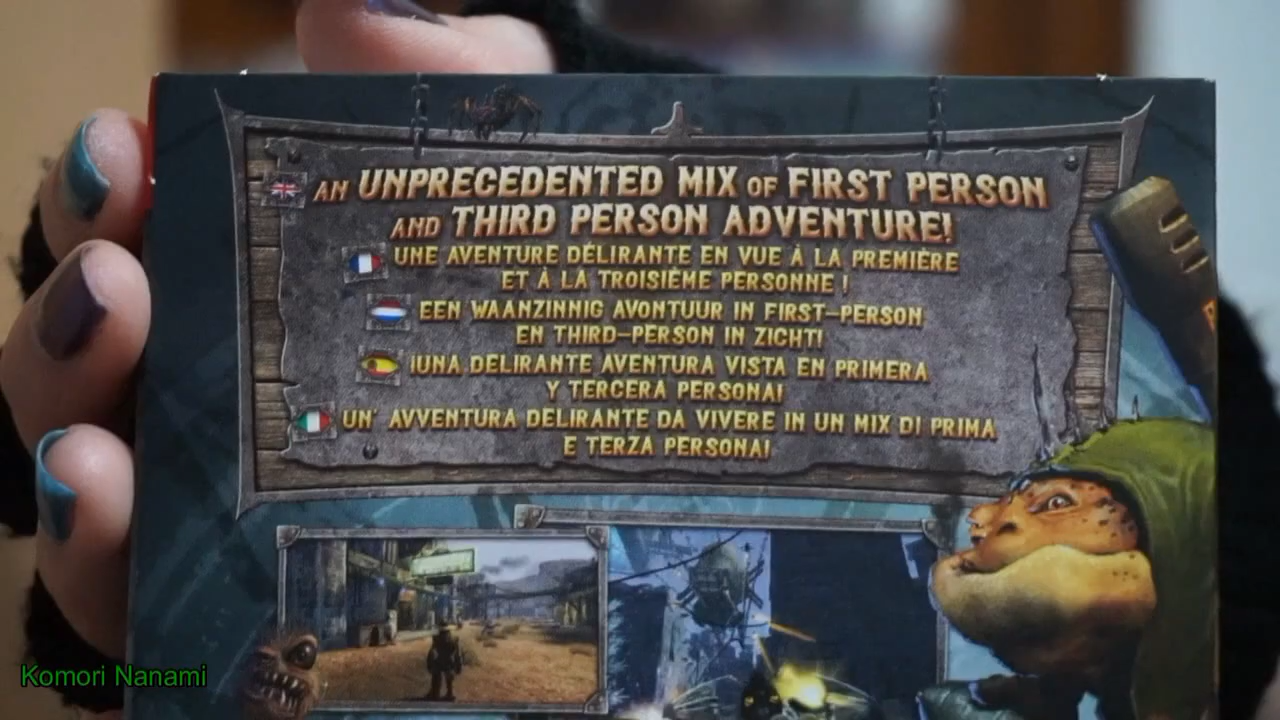 AN UNPRECEDENTED MIX OF FIRST PERSON
AND THIRD PERSON ADVENTURE!
UNE AVENTURE DÉLIRANTE EN VUE À LA PREMIÈRE
ET À LA TROISIÈME PERSONNE !
EEN WAANZINNIG AVONTUUR IN FIRST-PERSON
EN THIRD-PERSON IN ZICHT!
¡UNA DELIRANTE AVENTURA VISTA EN PRIMERA
Y TERCERA PERSONA!
UN' AVVENTURA DELIRANTE DA VIVERE IN UN MIX DI PRIMA
E TERZA PERSONA!
Komori Nanami